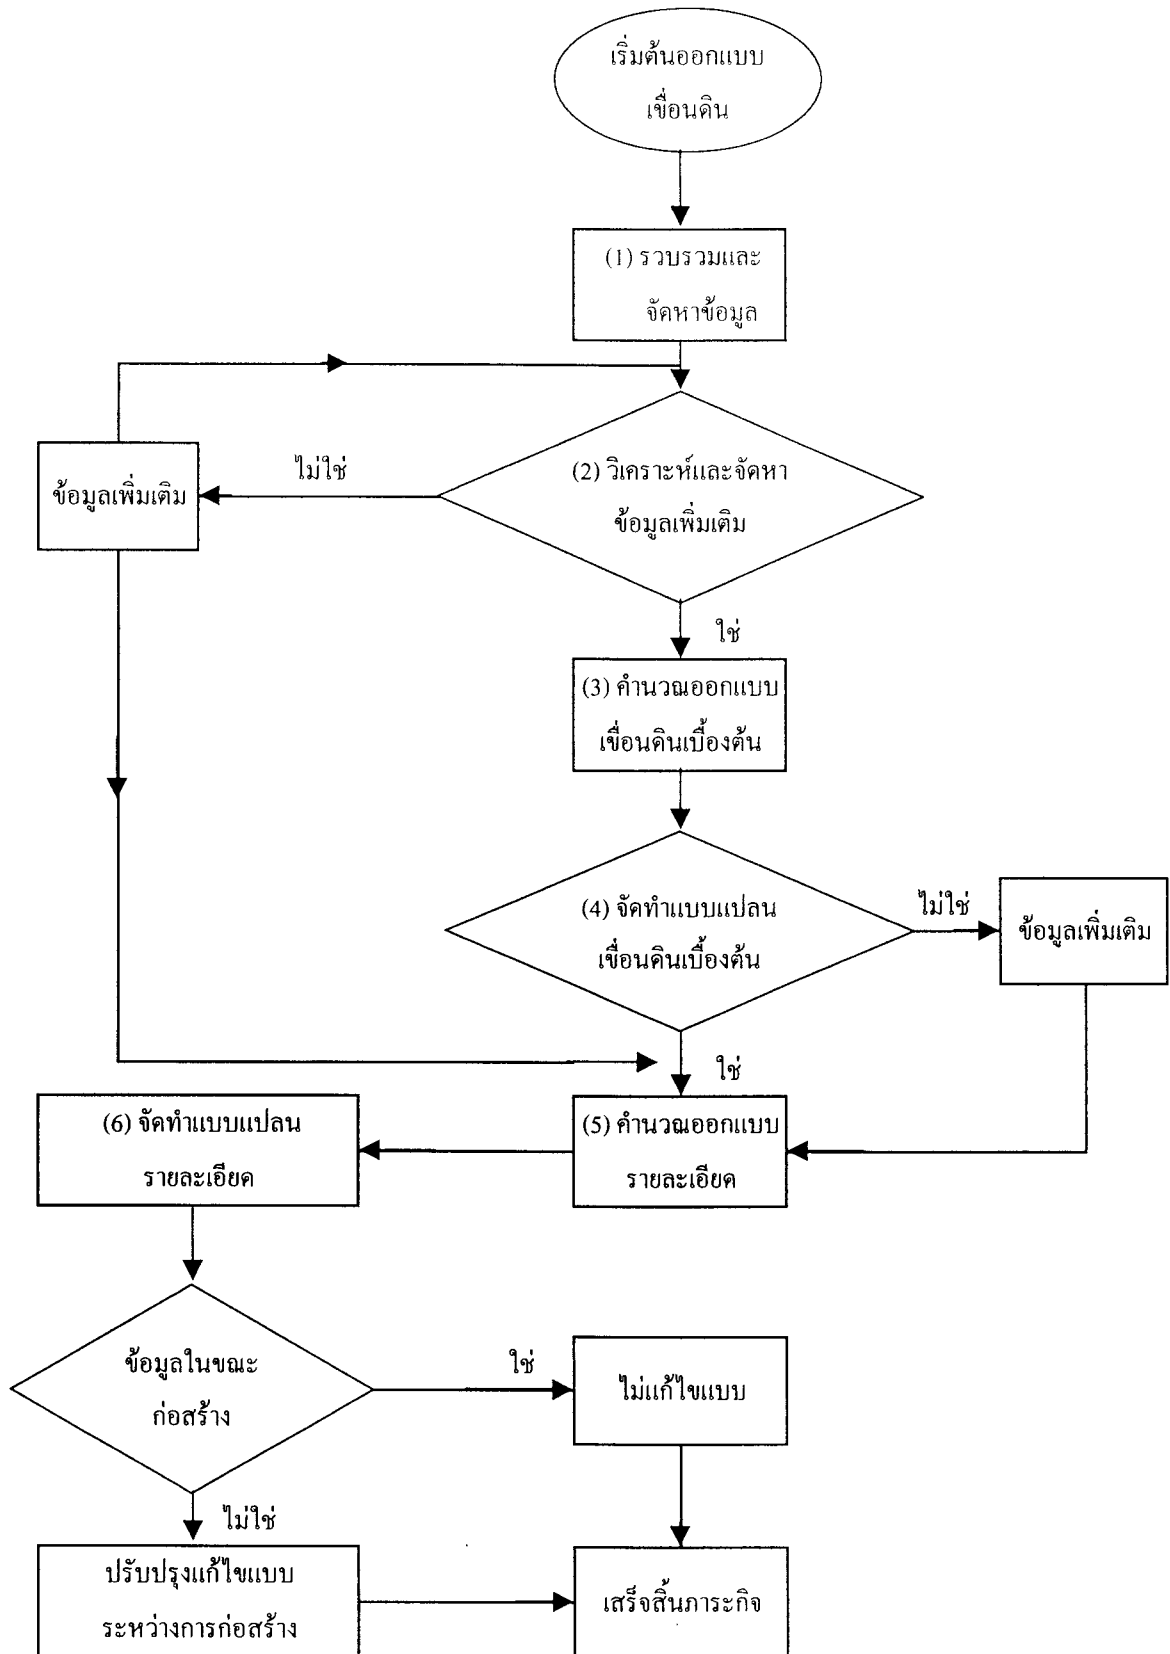 เริ่มต้นออกแบบ
เขื่อนดิน
(1) รวบรวมและ
จัดหาข้อมูล
(2) วิเคราะห์และจัดหา
ข้อมูลเพิ่มเติม
ไม่ใช่
ข้อมูลเพิ่มเติม
ใช่
(3) คำนวณออกแบบ
เขื่อนดินเบื้องต้น
(4) จัดทำแบบแปลน
เขื่อนดินเบื้องต้น
ไม่ใช่
ข้อมูลเพิ่มเติม
ใช่
(5) คำนวณออกแบบ
รายละเอียด
(6) จัดทำแบบแปลน
รายละเอียด
ข้อมูลในขณะ
ก่อสร้าง
ใช่
ไม่แก้ไขแบบ
ไม่ใช่
ปรับปรุงแก้ไขแบบ
ระหว่างการก่อสร้าง
เสร็จสิ้นภาระกิจ